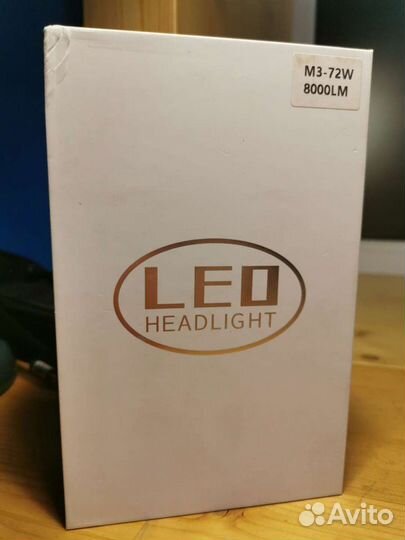 M3-72W
8000LM
LED
HEADLIGHT
Avito